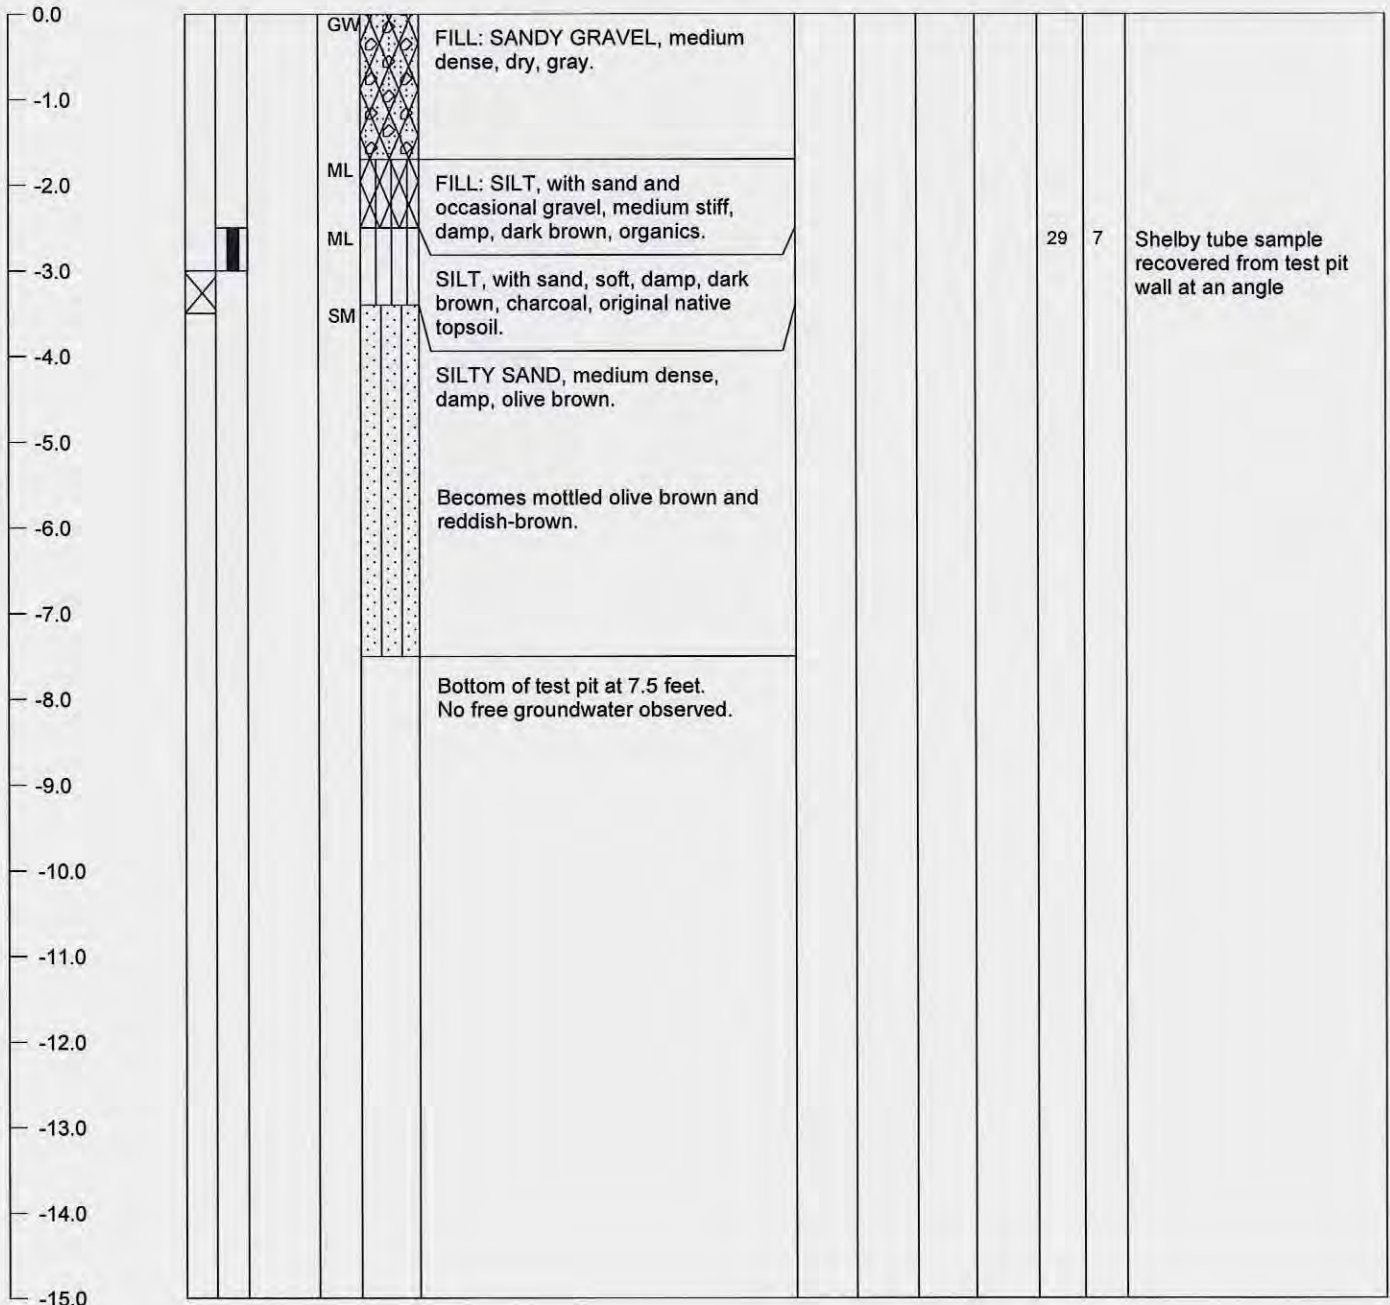 0.0
GW
FILL: SANDY GRAVEL, medium
dense, dry, gray.
-1.0
ML
-2.0
FILL: SILT, with sand and
occasional gravel, medium stiff,
damp, dark brown, organics.
ML
29 7
Shelby tube sample
recovered from test pit
wall at an angle
-3.0
SILT, with sand, soft, damp, dark
brown, charcoal, original native
topsoil.
SM
-4.0
SILTY SAND, medium dense,
damp, olive brown.
-5.0
Becomes mottled olive brown and
reddish-brown.
-6.0
-7.0
Bottom of test pit at 7.5 feet.
No free groundwater observed.
-8.0
-9.0
-10.0
-11.0
-12.0
-13.0
-14.0
-15.0